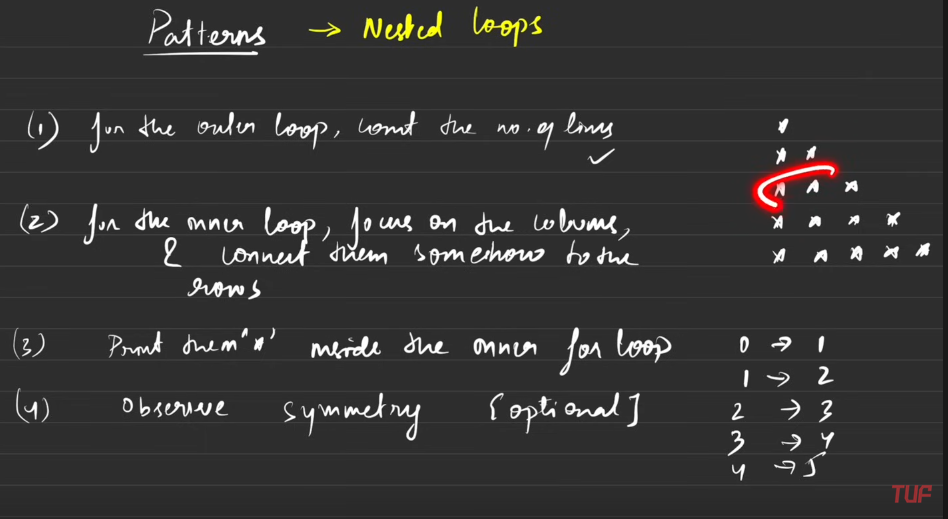 Patterns → Nested loops
(1) for the outer loop, count the no. of lines ✓
(2) for the inner loop, focus on the columns,
& connect them somehow to the
rows
(3) Print them '*' inside the inner for loop
(4) Observe symmetry [optional]
*
* *
* * *
* * * *
* * * * *
0 → 1
1 → 2
2 → 3
3 → 4
4 → 5
TUF